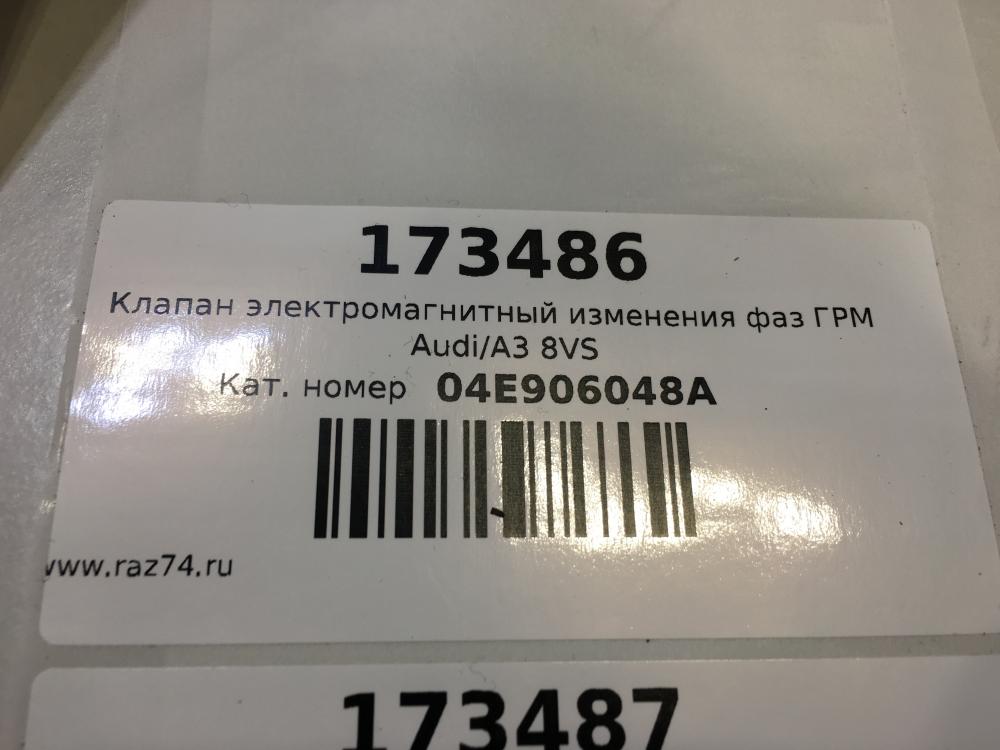 173486
Клапан электромагнитный изменения фаз ГРМ
Audi/A3 8VS
Кат. номер 04E906048A
www.raz74.ru
173487